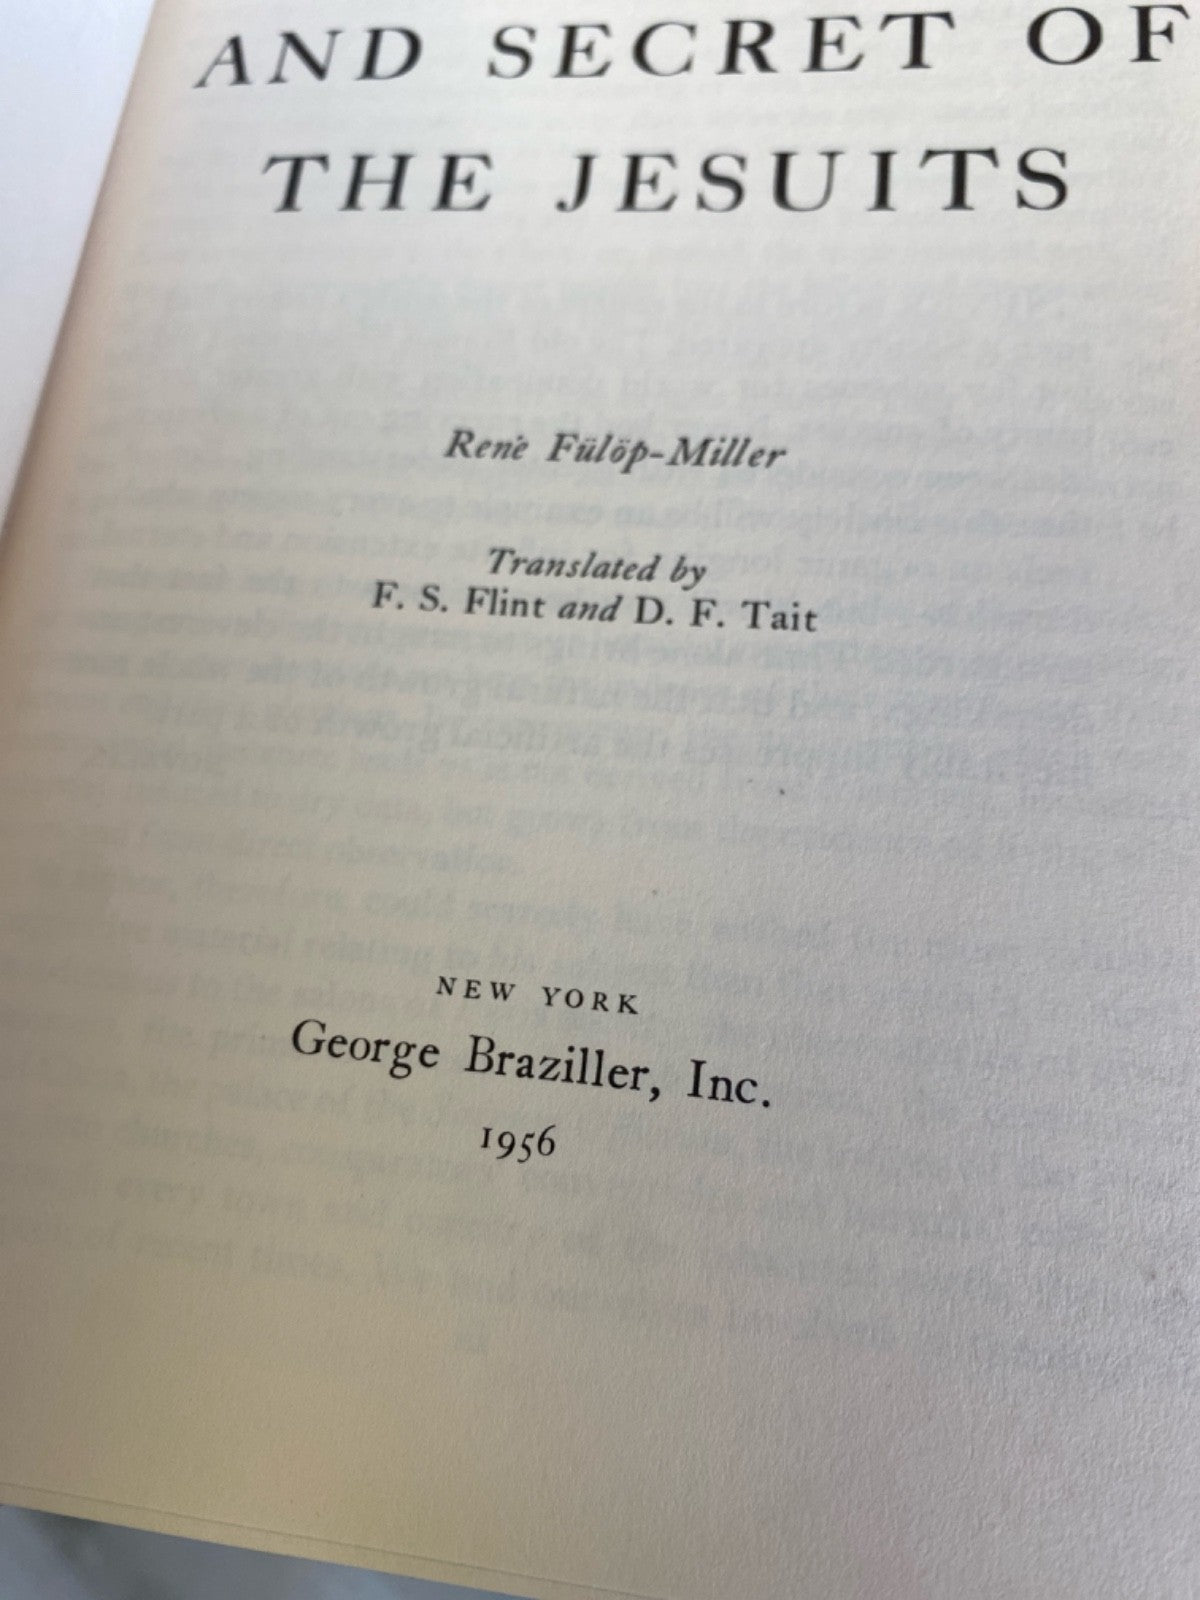 AND SECRET OF
THE JESUITS
René Fülöp-Miller
Translated by
F. S. Flint and D. F. Tait
NEW YORK
George Braziller, Inc.
1956